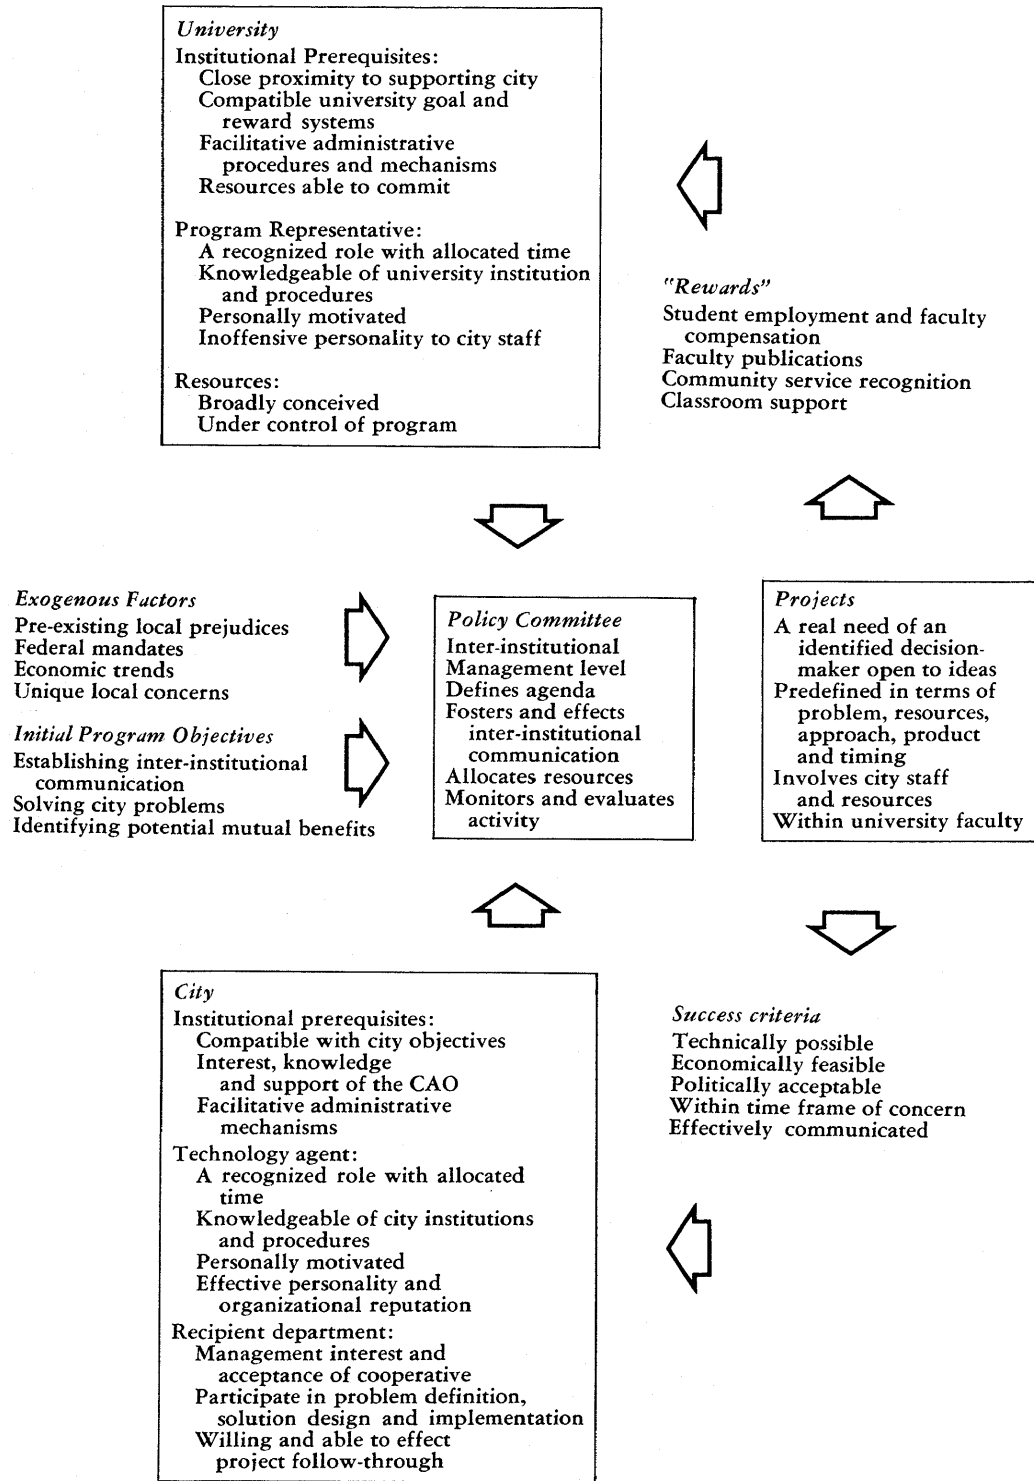 University
Institutional Prerequisites:
Close proximity to supporting city
Compatible university goal and
reward systems
Facilitative administrative
procedures and mechanisms
Resources able to commit
Program Representative:
A recognized role with allocated time
Knowledgeable of university institution
and procedures
Personally motivated
Inoffensive personality to city staff
Resources:
Broadly conceived
Under control of program
"Rewards"
Student employment and faculty
compensation
Faculty publications
Community service recognition
Classroom support
Exogenous Factors
Pre-existing local prejudices
Federal mandates
Economic trends
Unique local concerns
Initial Program Objectives
Establishing inter-institutional
communication
Solving city problems
Identifying potential mutual benefits
Policy Committee
Inter-institutional
Management level
Defines agenda
Fosters and effects
inter-institutional
communication
Allocates resources
Monitors and evaluates
activity
Projects
A real need of an
identified decision-
maker open to ideas
Predefined in terms of
problem, resources,
approach, product
and timing
Involves city staff
and resources
Within university faculty
City
Institutional prerequisites:
Compatible with city objectives
Interest, knowledge
and support of the CAO
Facilitative administrative
mechanisms
Technology agent:
A recognized role with allocated
time
Knowledgeable of city institutions
and procedures
Personally motivated
Effective personality and
organizational reputation
Recipient department:
Management interest and
acceptance of cooperative
Participate in problem definition,
solution design and implementation
Willing and able to effect
project follow-through
Success criteria
Technically possible
Economically feasible
Politically acceptable
Within time frame of concern
Effectively communicated